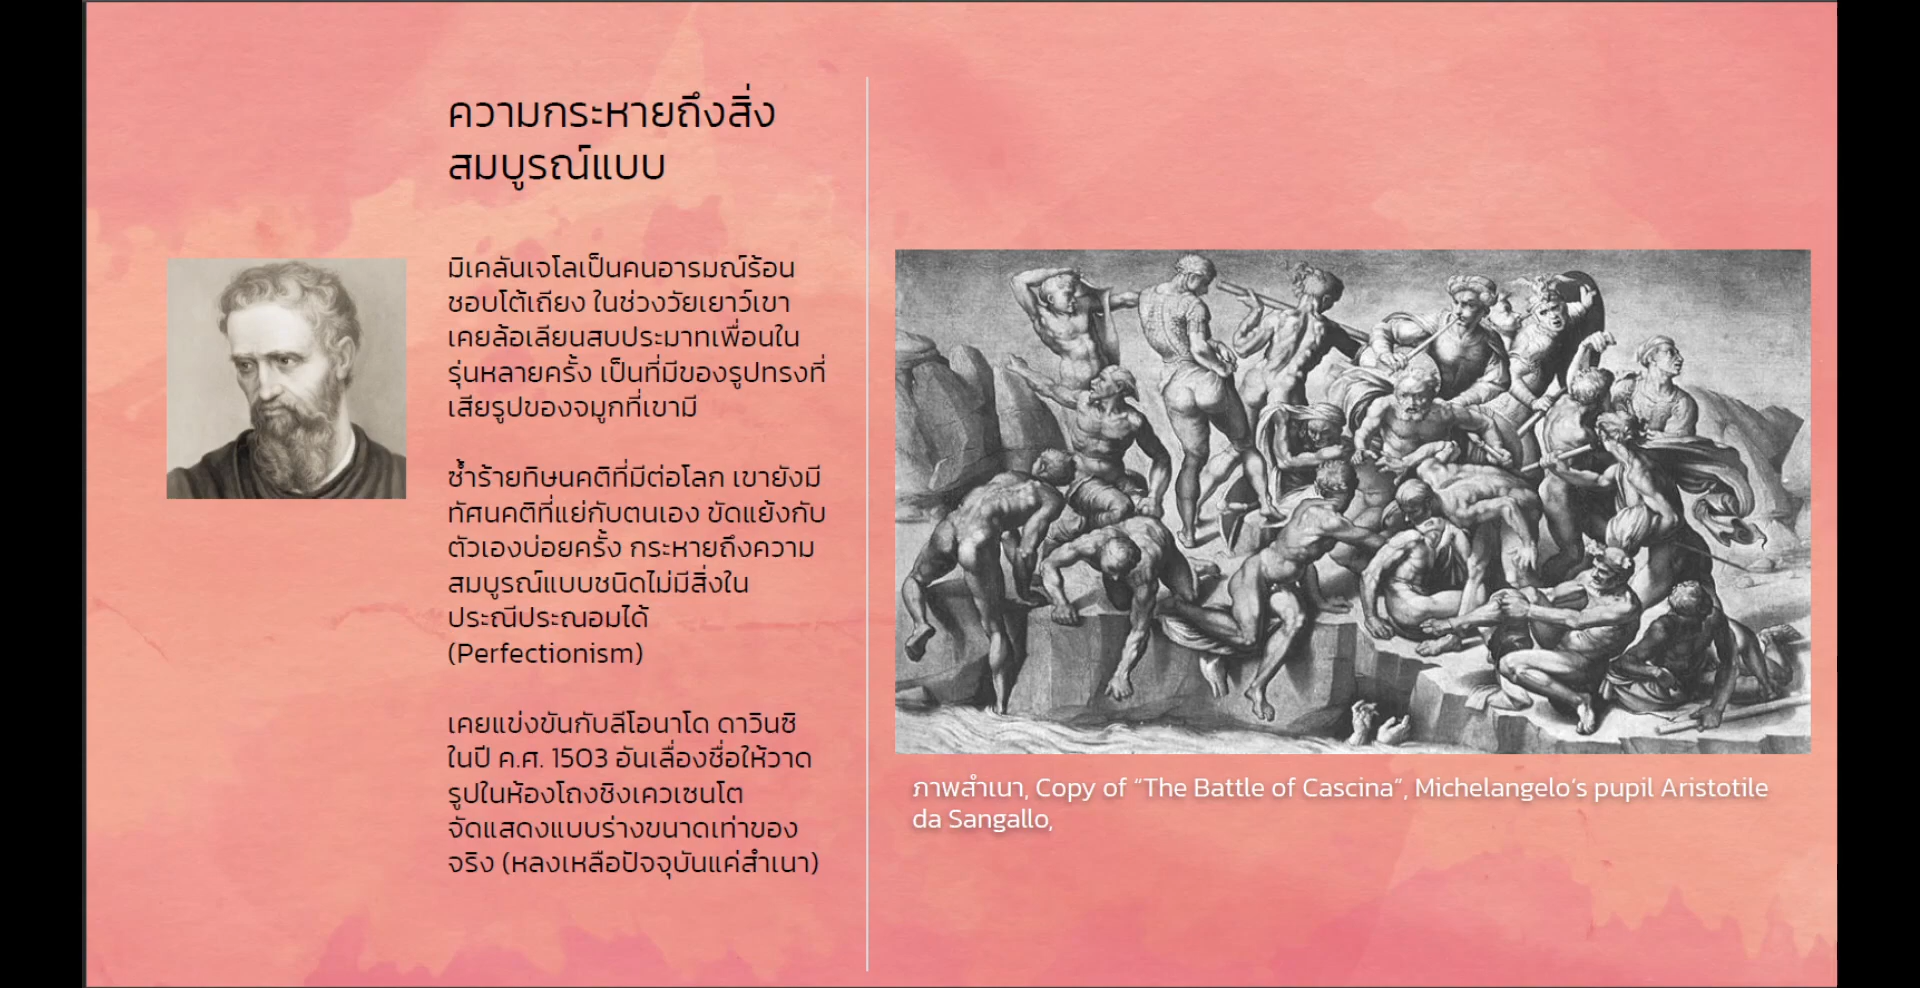 ความกระหายถึงสิ่ง
สมบูรณ์แบบ
มิเคลันเจโลเป็นคนอารมณ์ร้อน
ชอบโต้เถียง ในช่วงวัยเยาว์เขา
เคยล้อเลียนสบประมาทเพื่อนใน
รุ่นหลายครั้ง เป็นที่มีของรูปทรงที่
เสียรูปของจมูกที่เขามี
ซ้ำร้ายทิษนคติที่มีต่อโลก เขายังมี
ทัศนคติที่แย่กับตนเอง ขัดแย้งกับ
ตัวเองบ่อยครั้ง กระหายถึงความ
สมบูรณ์แบบชนิดไม่มีสิ่งใน
ประณีประณอมได้
(Perfectionism)
เคยแข่งขันกับลีโอนาโด ดาวินซิ
ในปี ค.ศ. 1503 อันเลื่องชื่อให้วาด
รูปในห้องโถงชิงเควเซนโต
จัดแสดงแบบร่างขนาดเท่าของ
จริง (หลงเหลือปัจจุบันแค่สำเนา)
ภาพสำเนา, Copy of “The Battle of Cascina”, Michelangelo’s pupil Aristotile
da Sangallo,